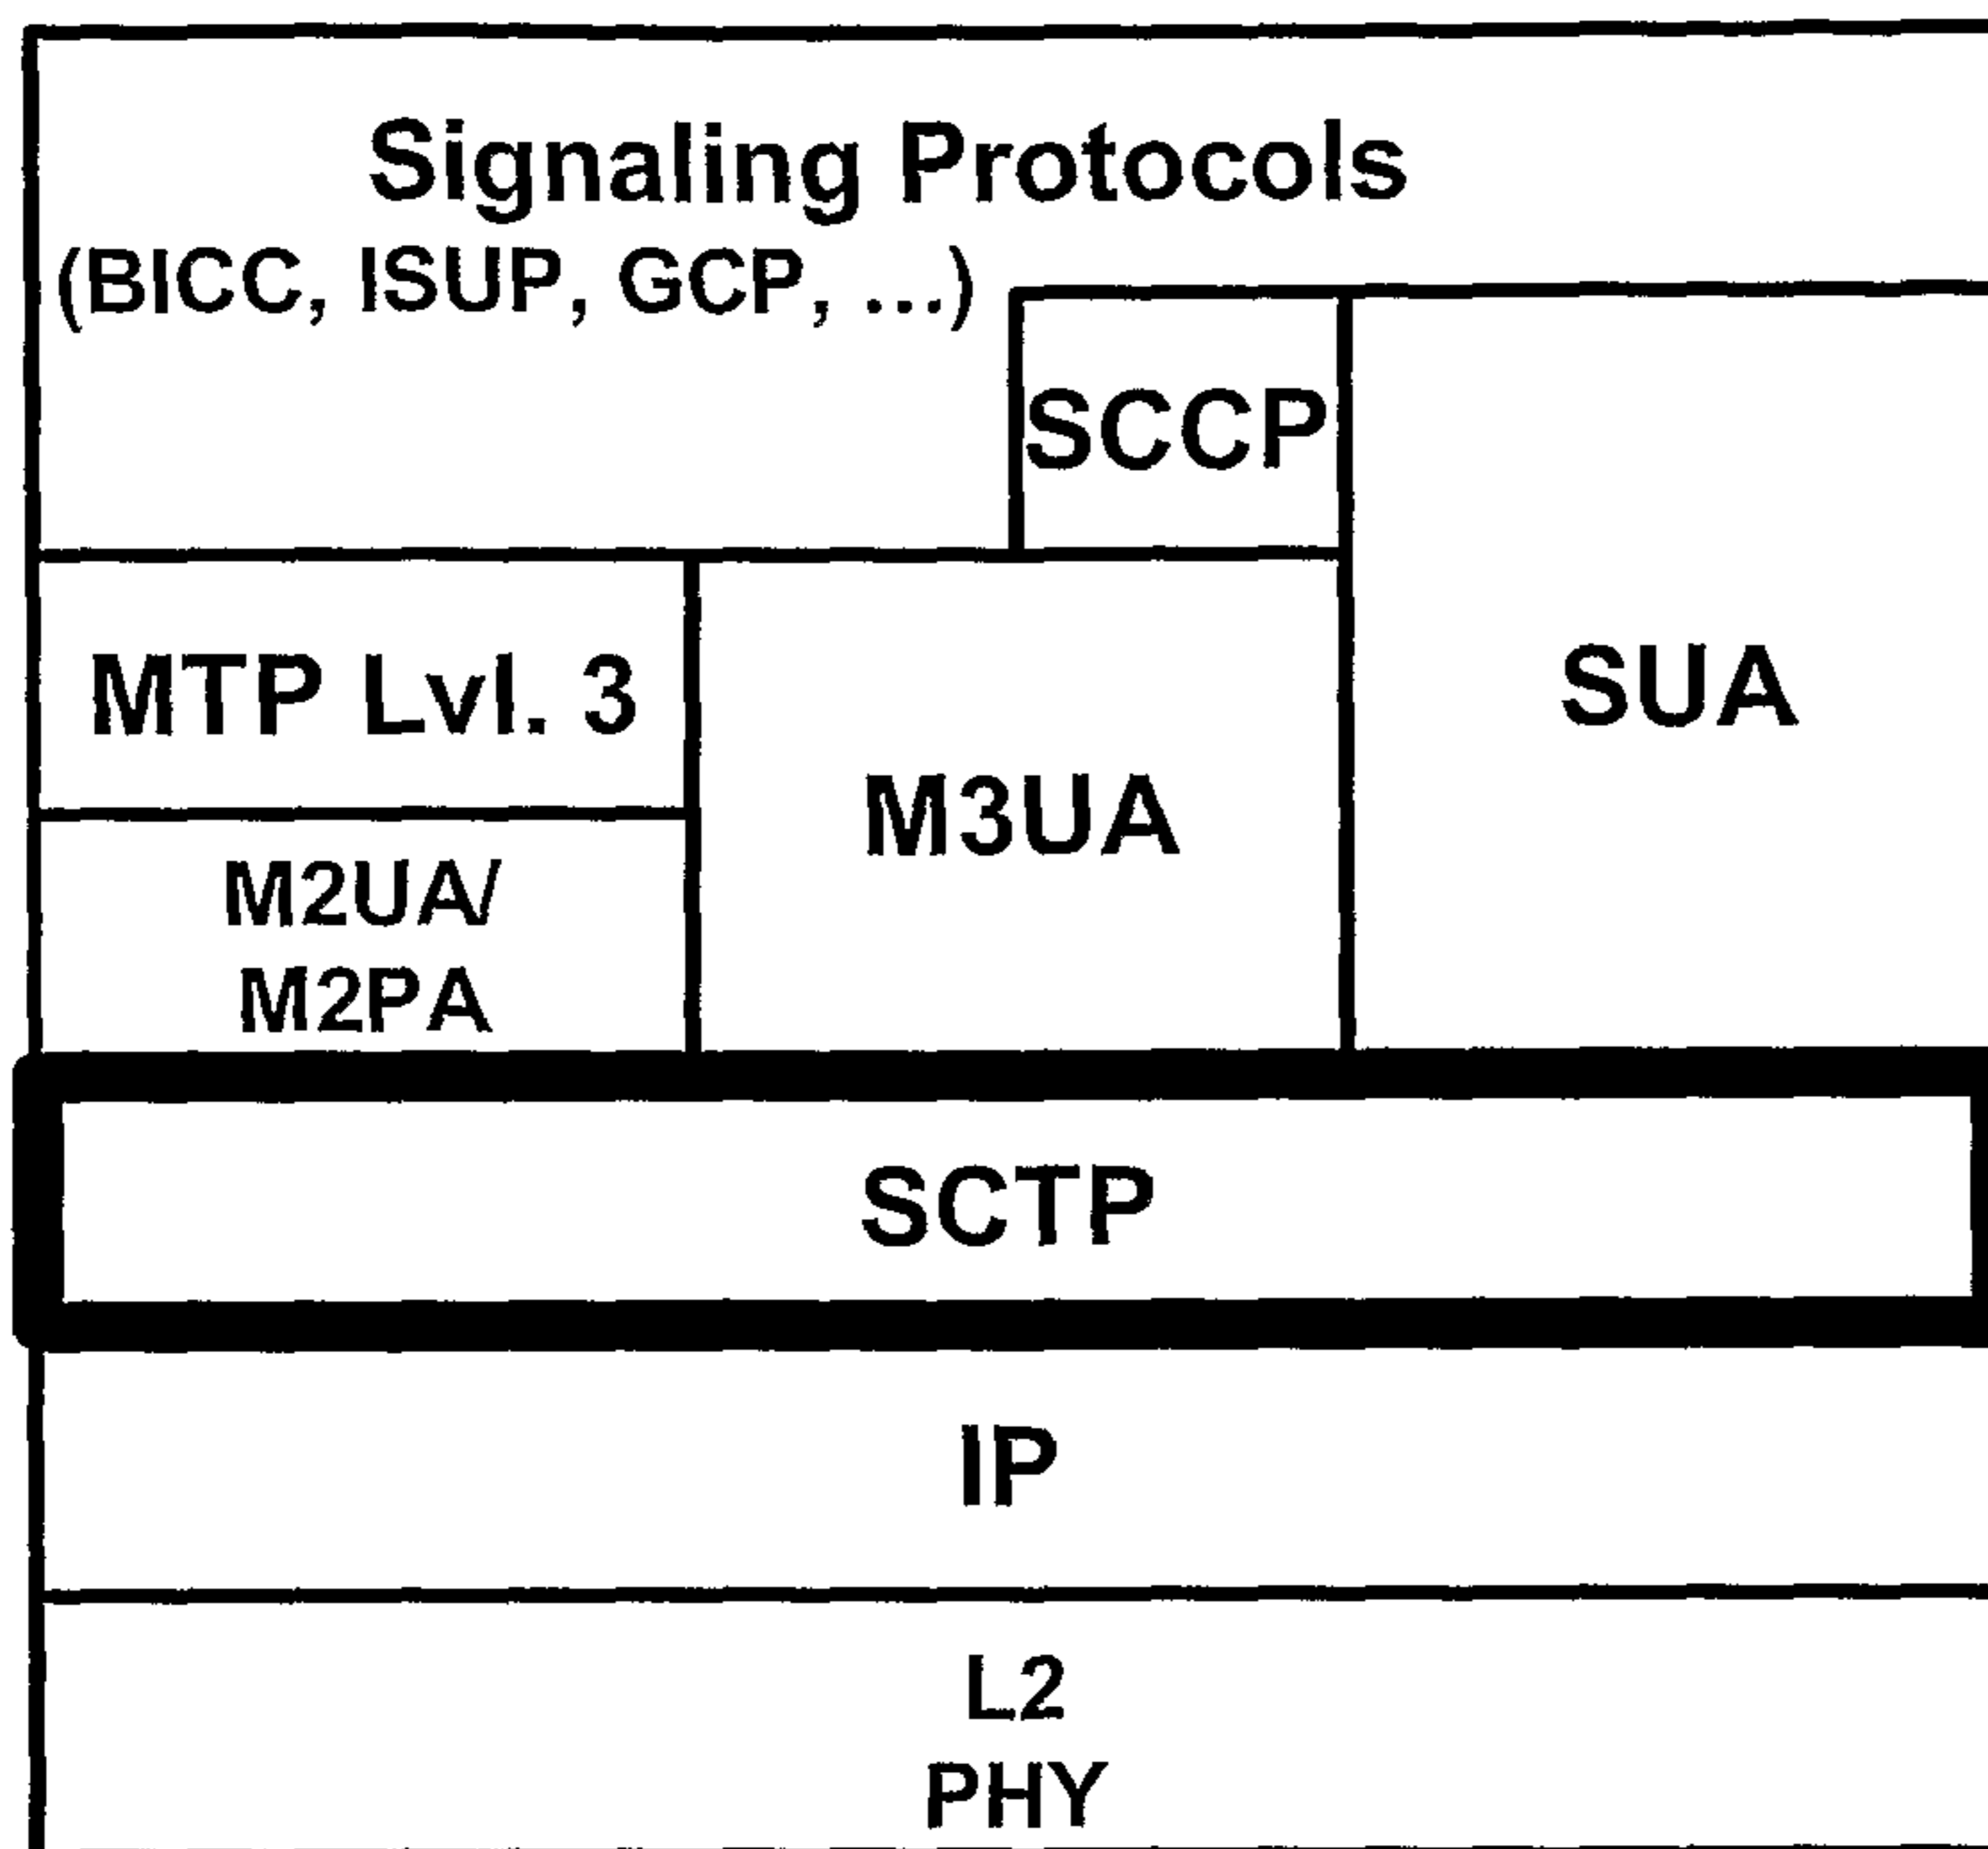 Signaling Protocols
(BICC, ISUP, GCP, ...)
SCCP
MTP Lvl. 3
SUA
M3UA
M2UA/
M2PA
SCTP
IP
L2
PHY